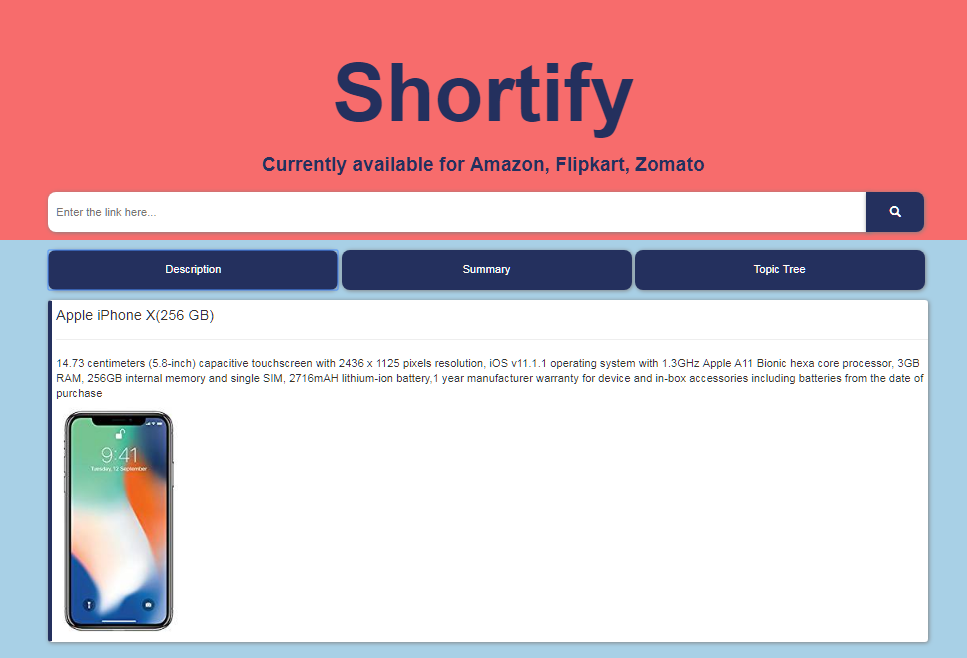 Shortify
Currently available for Amazon, Flipkart, Zomato
Enter the link here...
Description
Summary
Topic Tree
Apple iPhone X(256 GB)
14.73 centimeters (5.8-inch) capacitive touchscreen with 2436 x 1125 pixels resolution, iOS v11.1.1 operating system with 1.3GHz Apple A11 Bionic hexa core processor, 3GB
RAM, 256GB internal memory and single SIM, 2716mAH lithium-ion battery,1 year manufacturer warranty for device and in-box accessories including batteries from the date of
purchase
9:41
Tuesday, 12 September